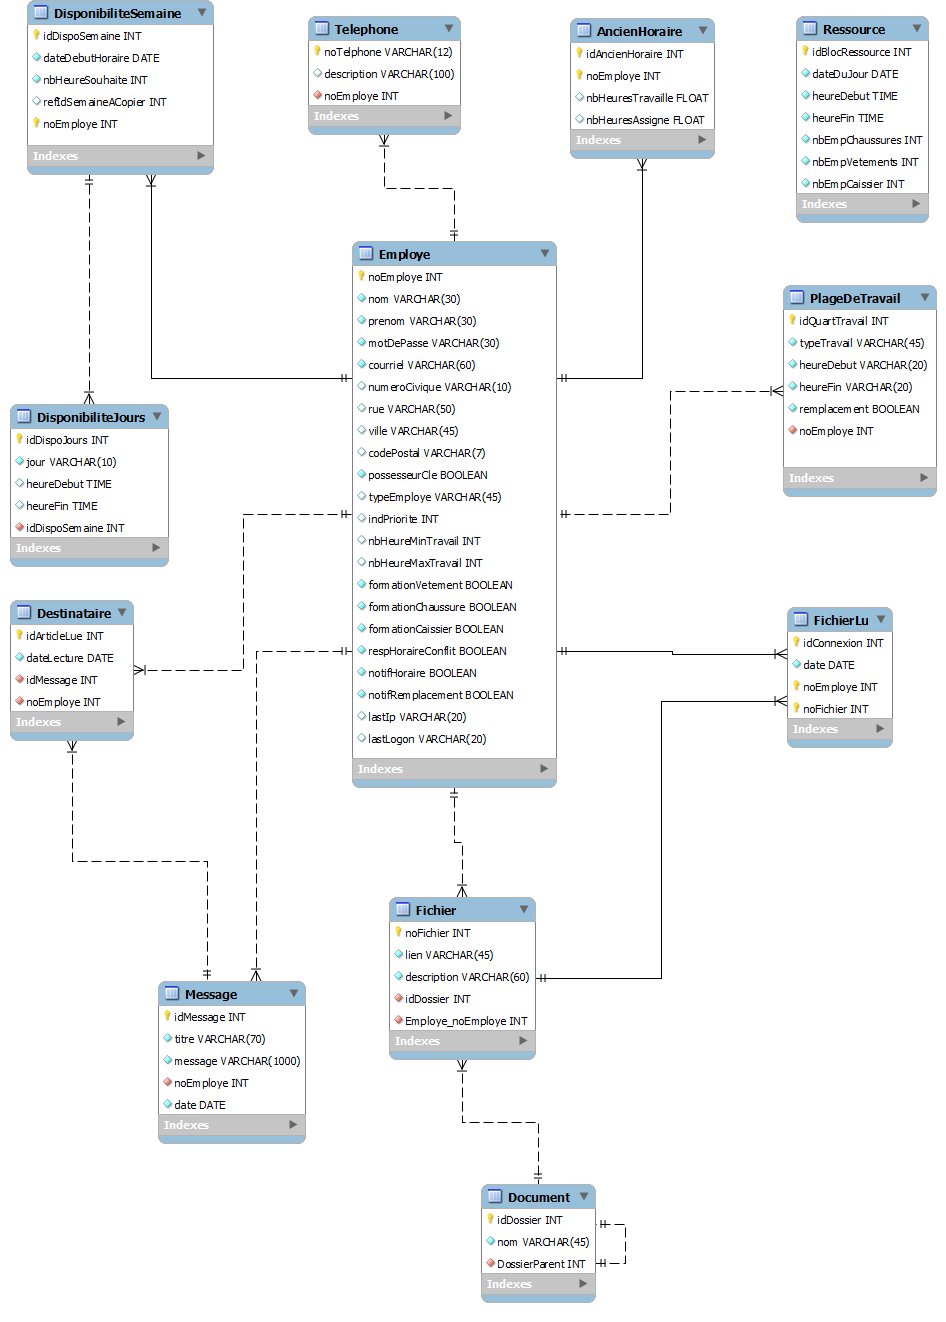 DisponibiliteSemaine
idDispoSemaine INT
dateDebutHoraire DATE
nbHeureSouhaite INT
refIdSemaineACopier INT
noEmploye INT
Indexes
Telephone
noTelphone VARCHAR(12)
description VARCHAR(100)
noEmploye INT
Indexes
AncienHoraire
idAncienHoraire INT
noEmploye INT
nbHeuresTravaille FLOAT
nbHeuresAssigne FLOAT
Indexes
Ressource
idBlocRessource INT
dateDuJour DATE
heureDebut TIME
heureFin TIME
nbEmpChaussures INT
nbEmpVetements INT
nbEmpCaissier INT
Indexes
Employe
noEmploye INT
nom VARCHAR(30)
prenom VARCHAR(30)
motDePasse VARCHAR(30)
courriel VARCHAR(60)
numeroCivique VARCHAR(10)
rue VARCHAR(50)
ville VARCHAR(45)
codePostal VARCHAR(7)
possesseurCle BOOLEAN
typeEmploye VARCHAR(45)
indPriorite INT
nbHeureMinTravail INT
nbHeureMaxTravail INT
formationVetement BOOLEAN
formationChaussure BOOLEAN
formationCaissier BOOLEAN
respHoraireConflit BOOLEAN
notifHoraire BOOLEAN
notifRemplacement BOOLEAN
lastIp VARCHAR(20)
lastLogon VARCHAR(20)
Indexes
PlageDeTravail
idQuartTravail INT
typeTravail VARCHAR(45)
heureDebut VARCHAR(20)
heureFin VARCHAR(20)
remplacement BOOLEAN
noEmploye INT
Indexes
DisponibiliteJours
idDispoJours INT
jour VARCHAR(10)
heureDebut TIME
heureFin TIME
idDispoSemaine INT
Indexes
Destinataire
idArticleLue INT
dateLecture DATE
idMessage INT
noEmploye INT
Indexes
FichierLu
idConnexion INT
date DATE
noEmploye INT
noFichier INT
Indexes
Fichier
noFichier INT
lien VARCHAR(45)
description VARCHAR(60)
idDossier INT
Employe_noEmploye INT
Indexes
Message
idMessage INT
titre VARCHAR(70)
message VARCHAR(1000)
noEmploye INT
date DATE
Indexes
Document
idDossier INT
nom VARCHAR(45)
DossierParent INT
Indexes